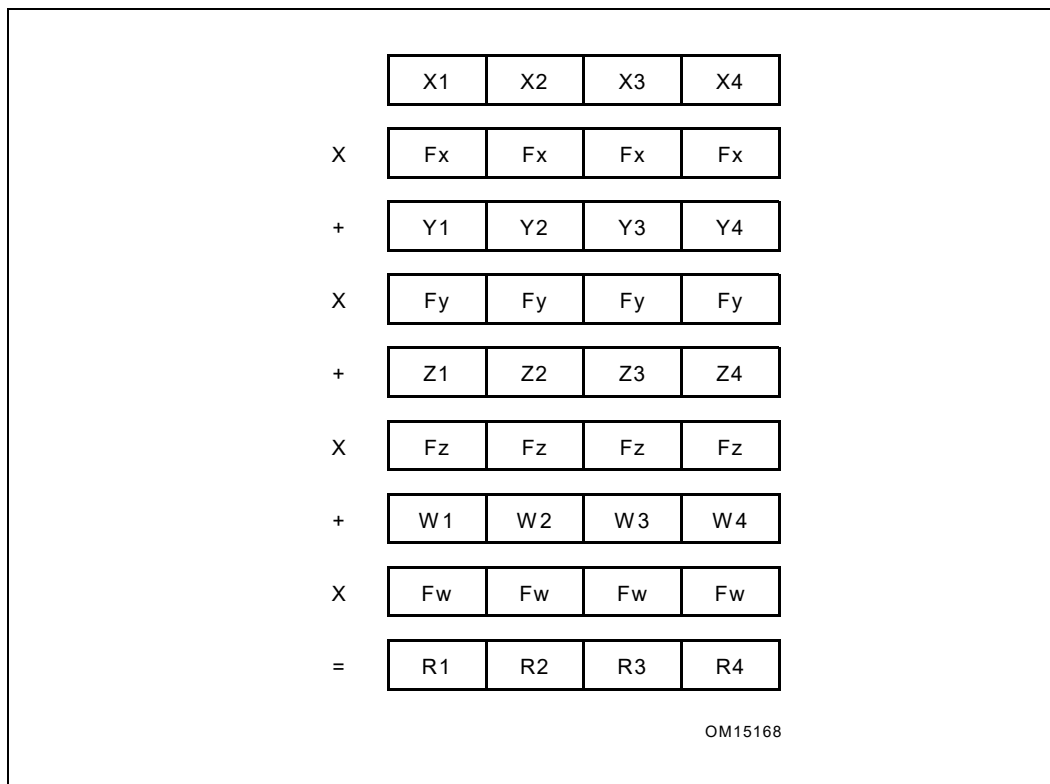 X1 X2 X3 X4
X Fx Fx Fx Fx
+ Y1 Y2 Y3 Y4
X Fy Fy Fy Fy
+ Z1 Z2 Z3 Z4
X Fz Fz Fz Fz
+ W1 W2 W3 W4
X Fw Fw Fw Fw
= R1 R2 R3 R4
OM15168